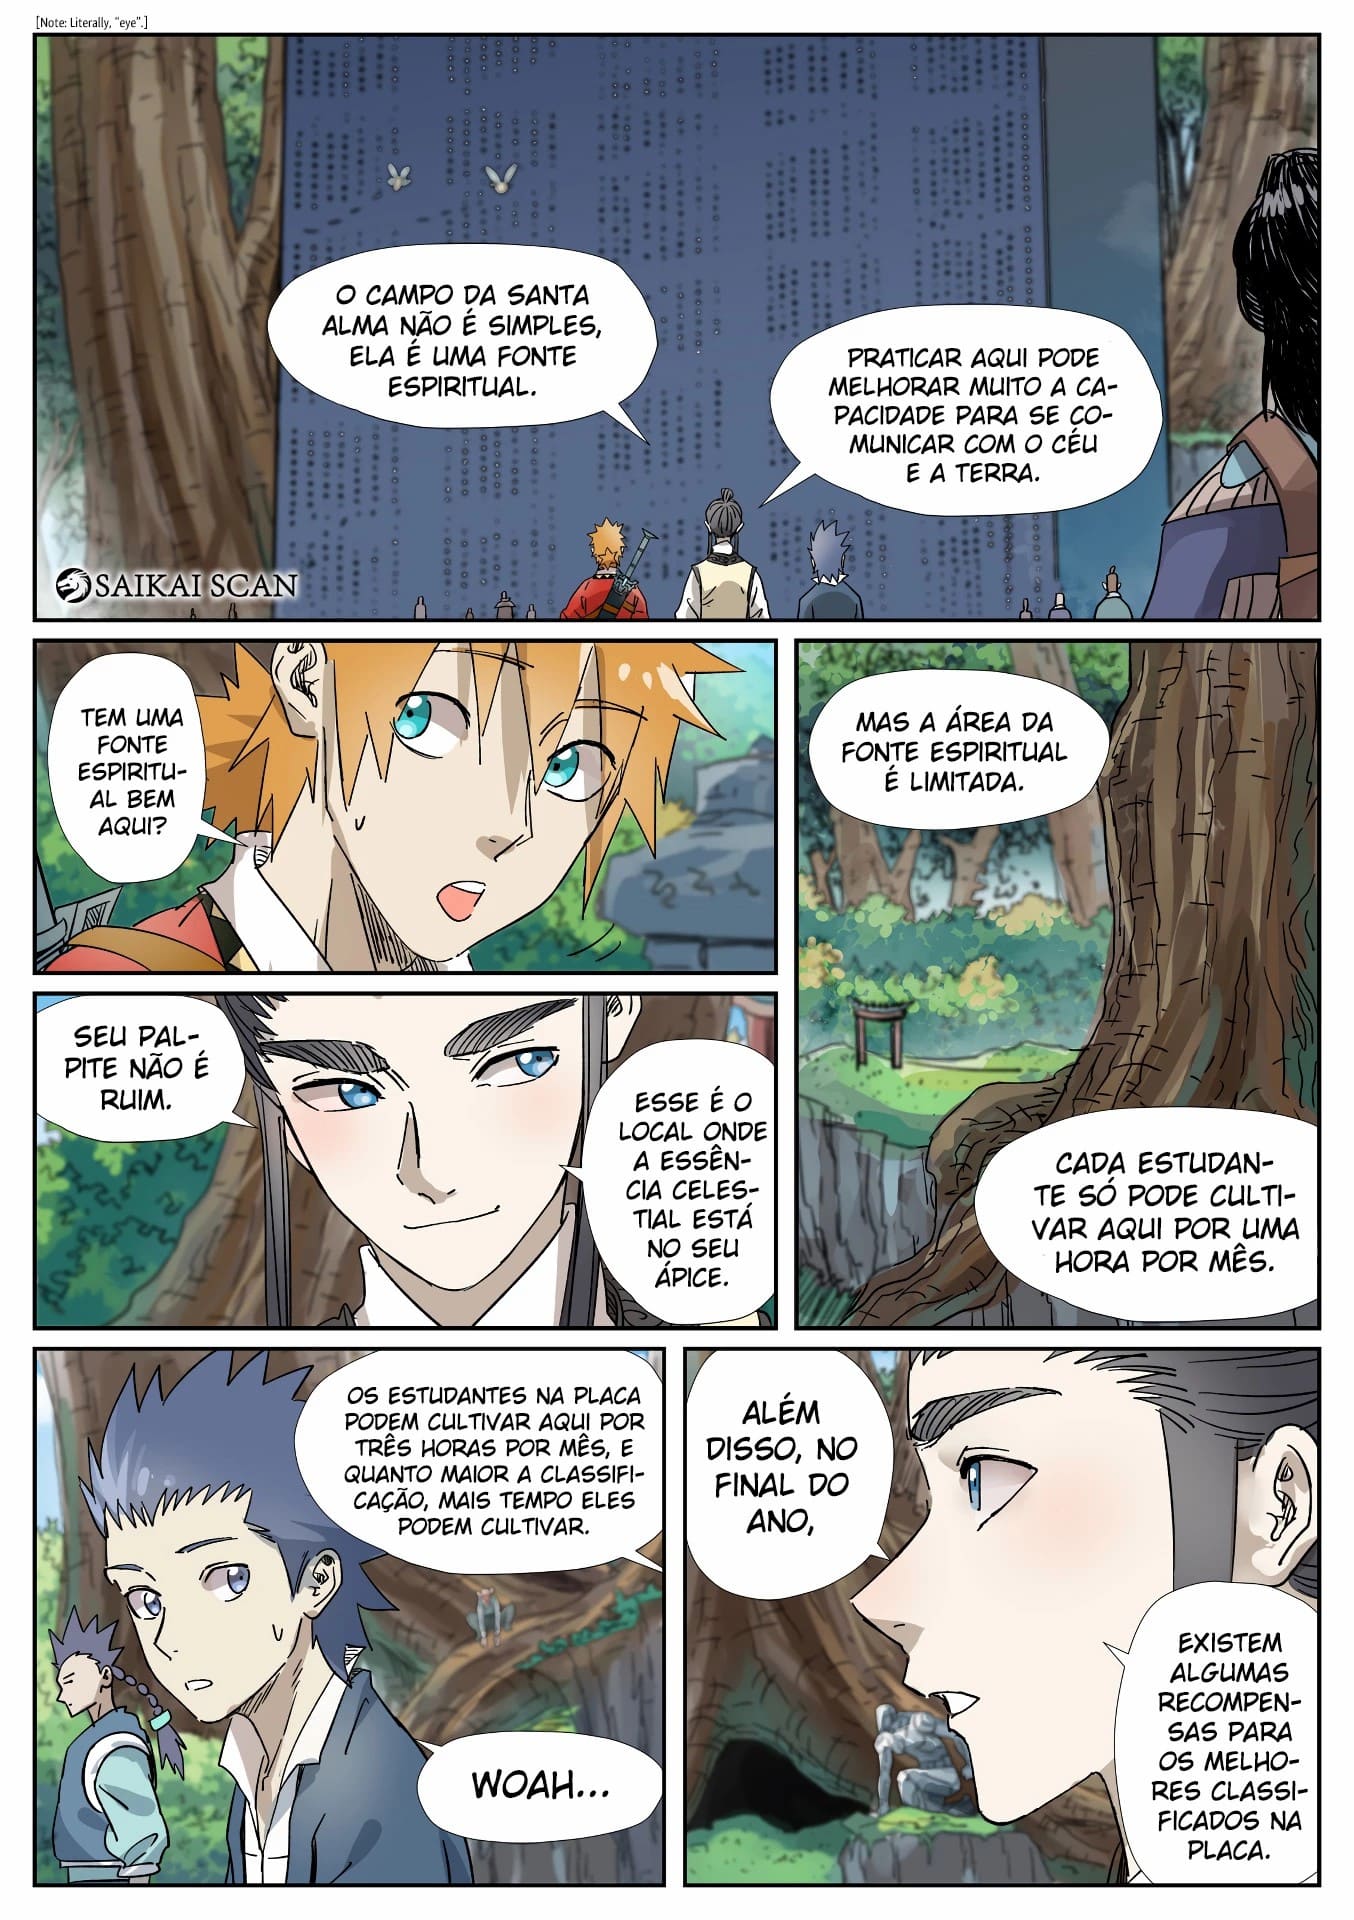 [Note: Literally, "eye".]
O CAMPO DA SANTA
ALMA NÃO É SIMPLES,
ELA É UMA FONTE
ESPIRITUAL.
PRATICAR AQUI PODE
MELHORAR MUITO A CA-
PACIDADE PARA SE CO-
MUNICAR COM O CÉU
E A TERRA.
SAIKAI SCAN
TEM UMA
FONTE
ESPIRITU-
AL BEM
AQUI?
MAS A ÁREA DA
FONTE ESPIRITUAL
É LIMITADA.
SEU PAL-
PITE NÃO É
RUIM.
ESSE É O
LOCAL ONDE
A ESSÊN-
CIA CELES-
TIAL ESTÁ
NO SEU
ÁPICE.
CADA ESTUDAN-
TE SÓ PODE CULTI-
VAR AQUI POR UMA
HORA POR MÊS.
OS ESTUDANTES NA PLACA
PODEM CULTIVAR AQUI POR
TRÊS HORAS POR MÊS, E
QUANTO MAIOR A CLASSIFI-
CAÇÃO, MAIS TEMPO ELES
PODEM CULTIVAR.
WOAH...
ALÉM
DISSO, NO
FINAL DO
ANO,
EXISTEM
ALGUMAS
RECOMPEN-
SAS PARA
OS MELHO-
RES CLASSI-
FICADOS NA
PLACA.